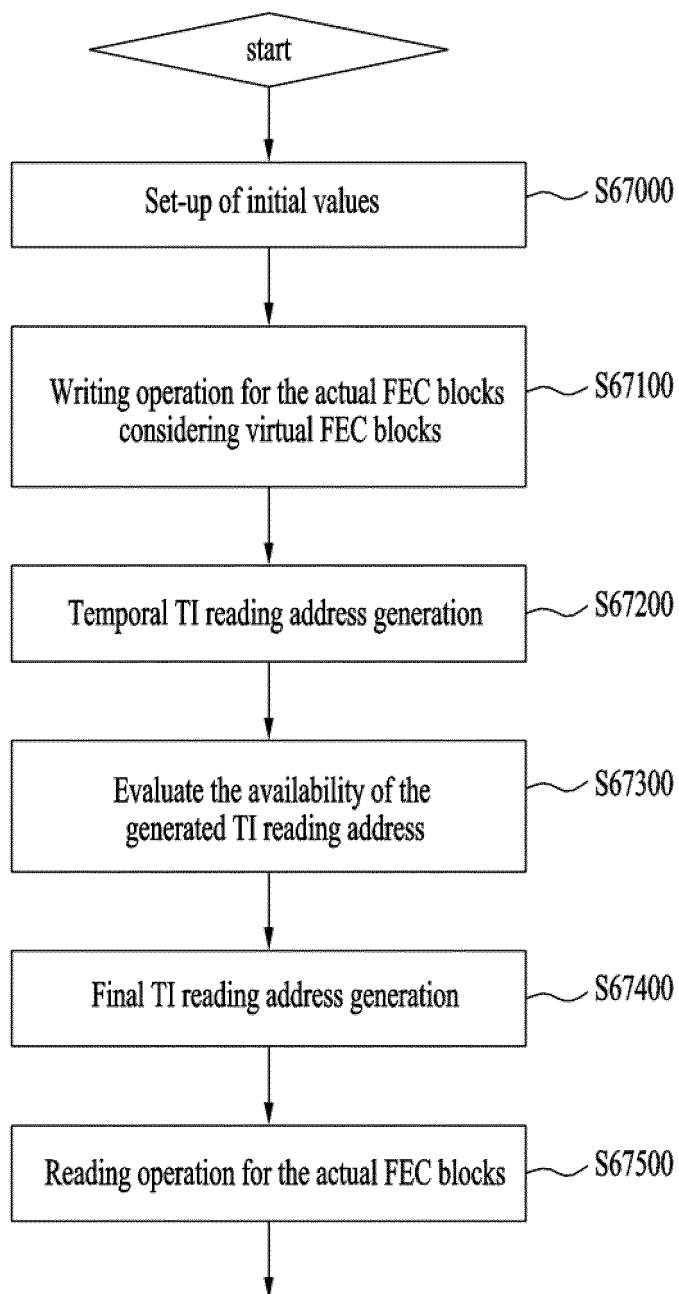 start
Set-up of initial values
S67000
Writing operation for the actual FEC blocks
considering virtual FEC blocks
S67100
Temporal TI reading address generation
S67200
Evaluate the availability of the
generated TI reading address
S67300
Final TI reading address generation
S67400
Reading operation for the actual FEC blocks
S67500